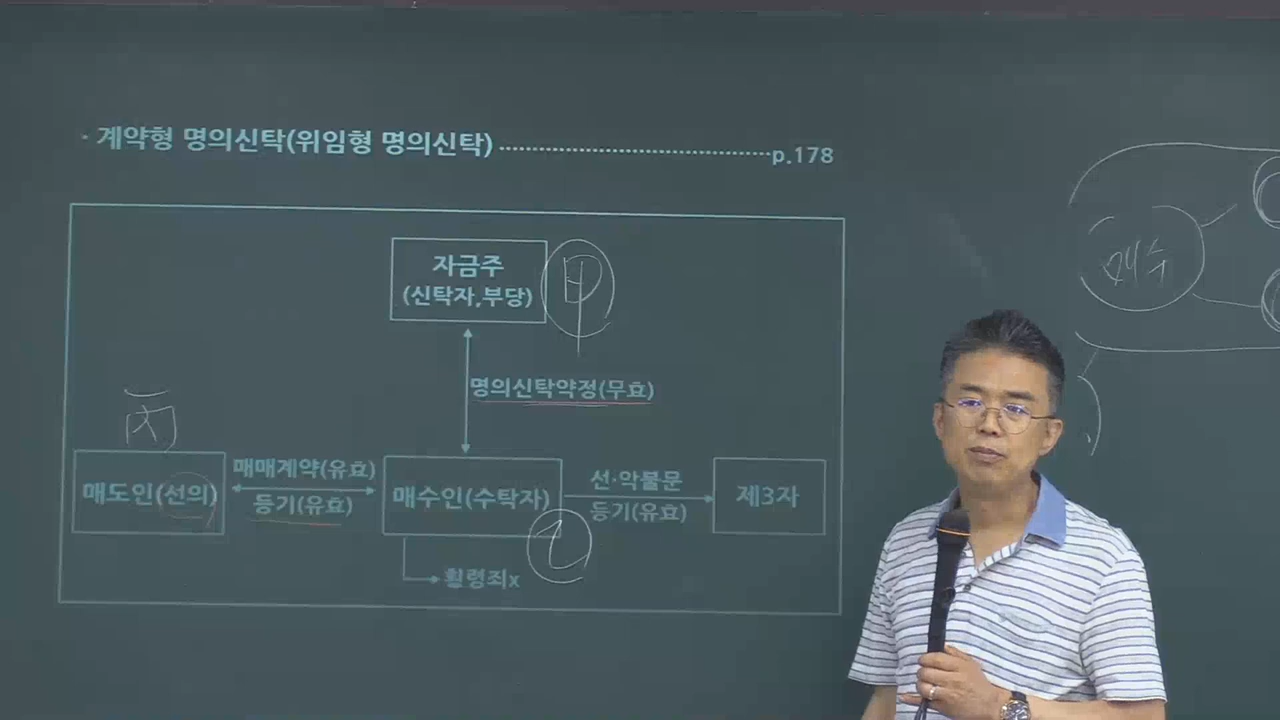 - 계약형 명의신탁(위임형 명의신탁) ........................................p.178
자금주
(신탁자,부당)
甲
명의신탁약정(무효)
丙
매도인(선의)
매매계약(유효)
등기(유효)
매수인(수탁자)
乙
선·악불문
등기(유효)
제3자
횡령죄x
매수